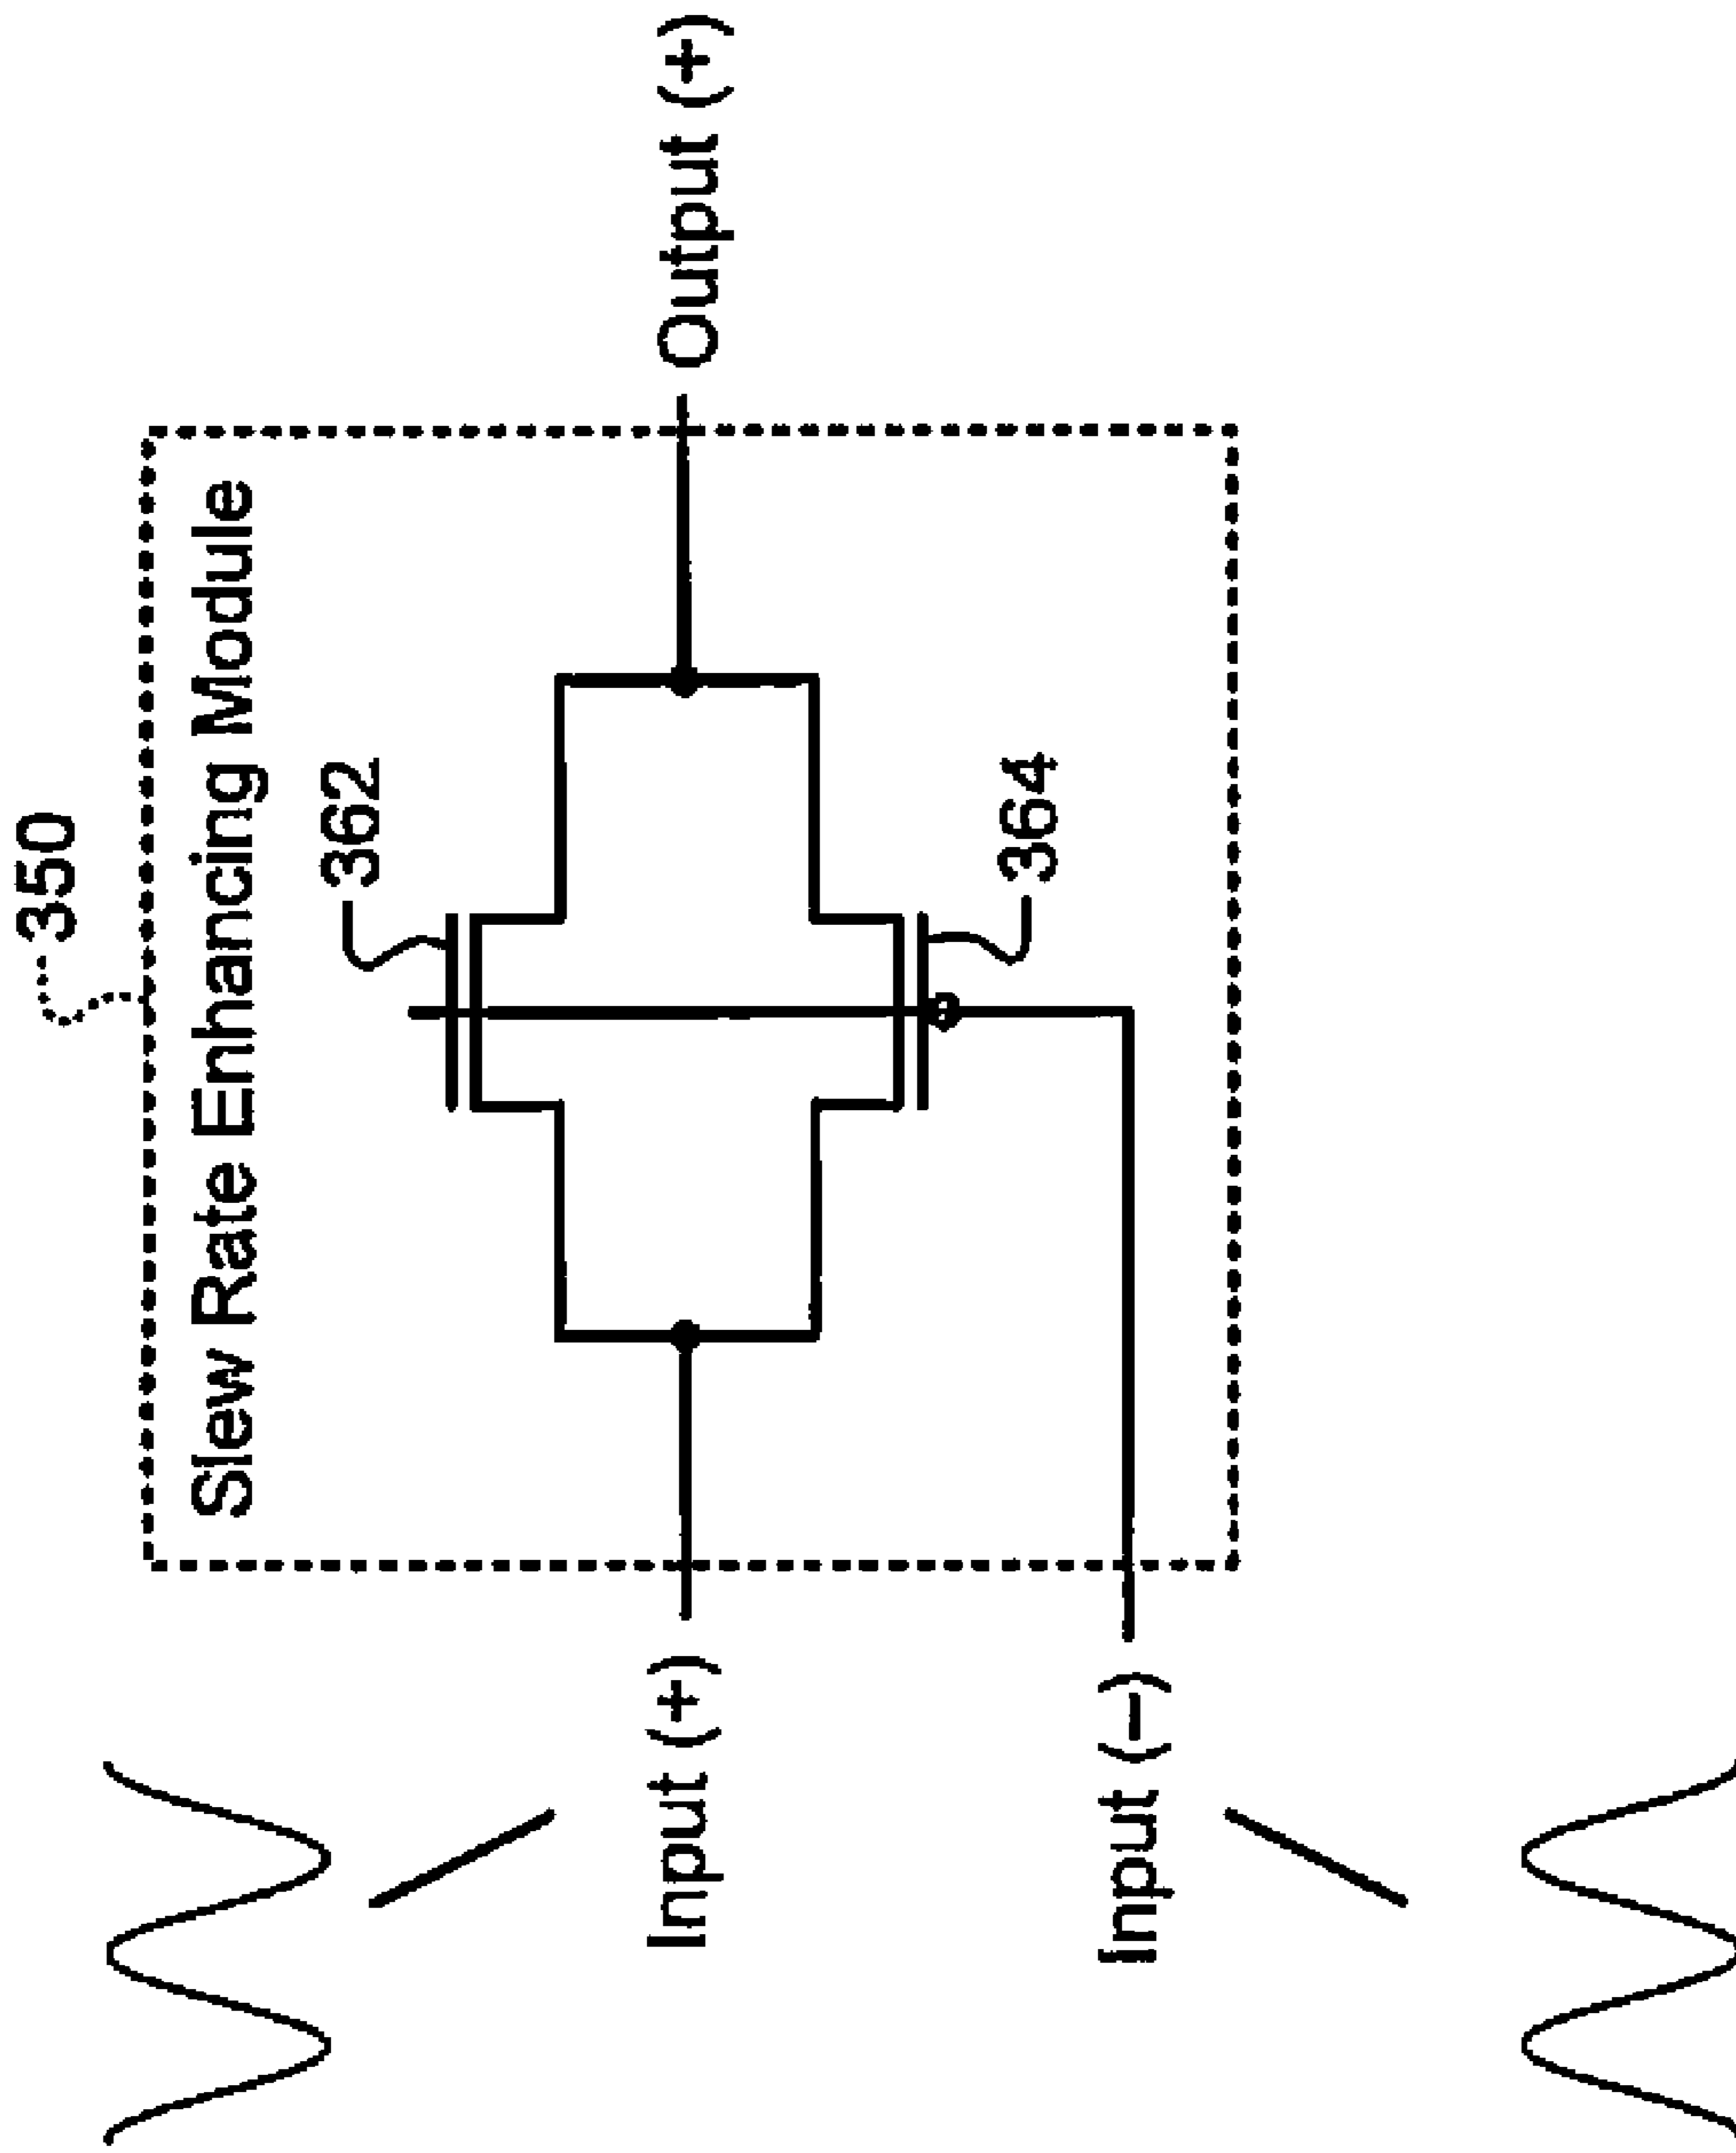 350
Slew Rate Enhancing Module
362
Input (+)
Output (+)
364
Input (−)